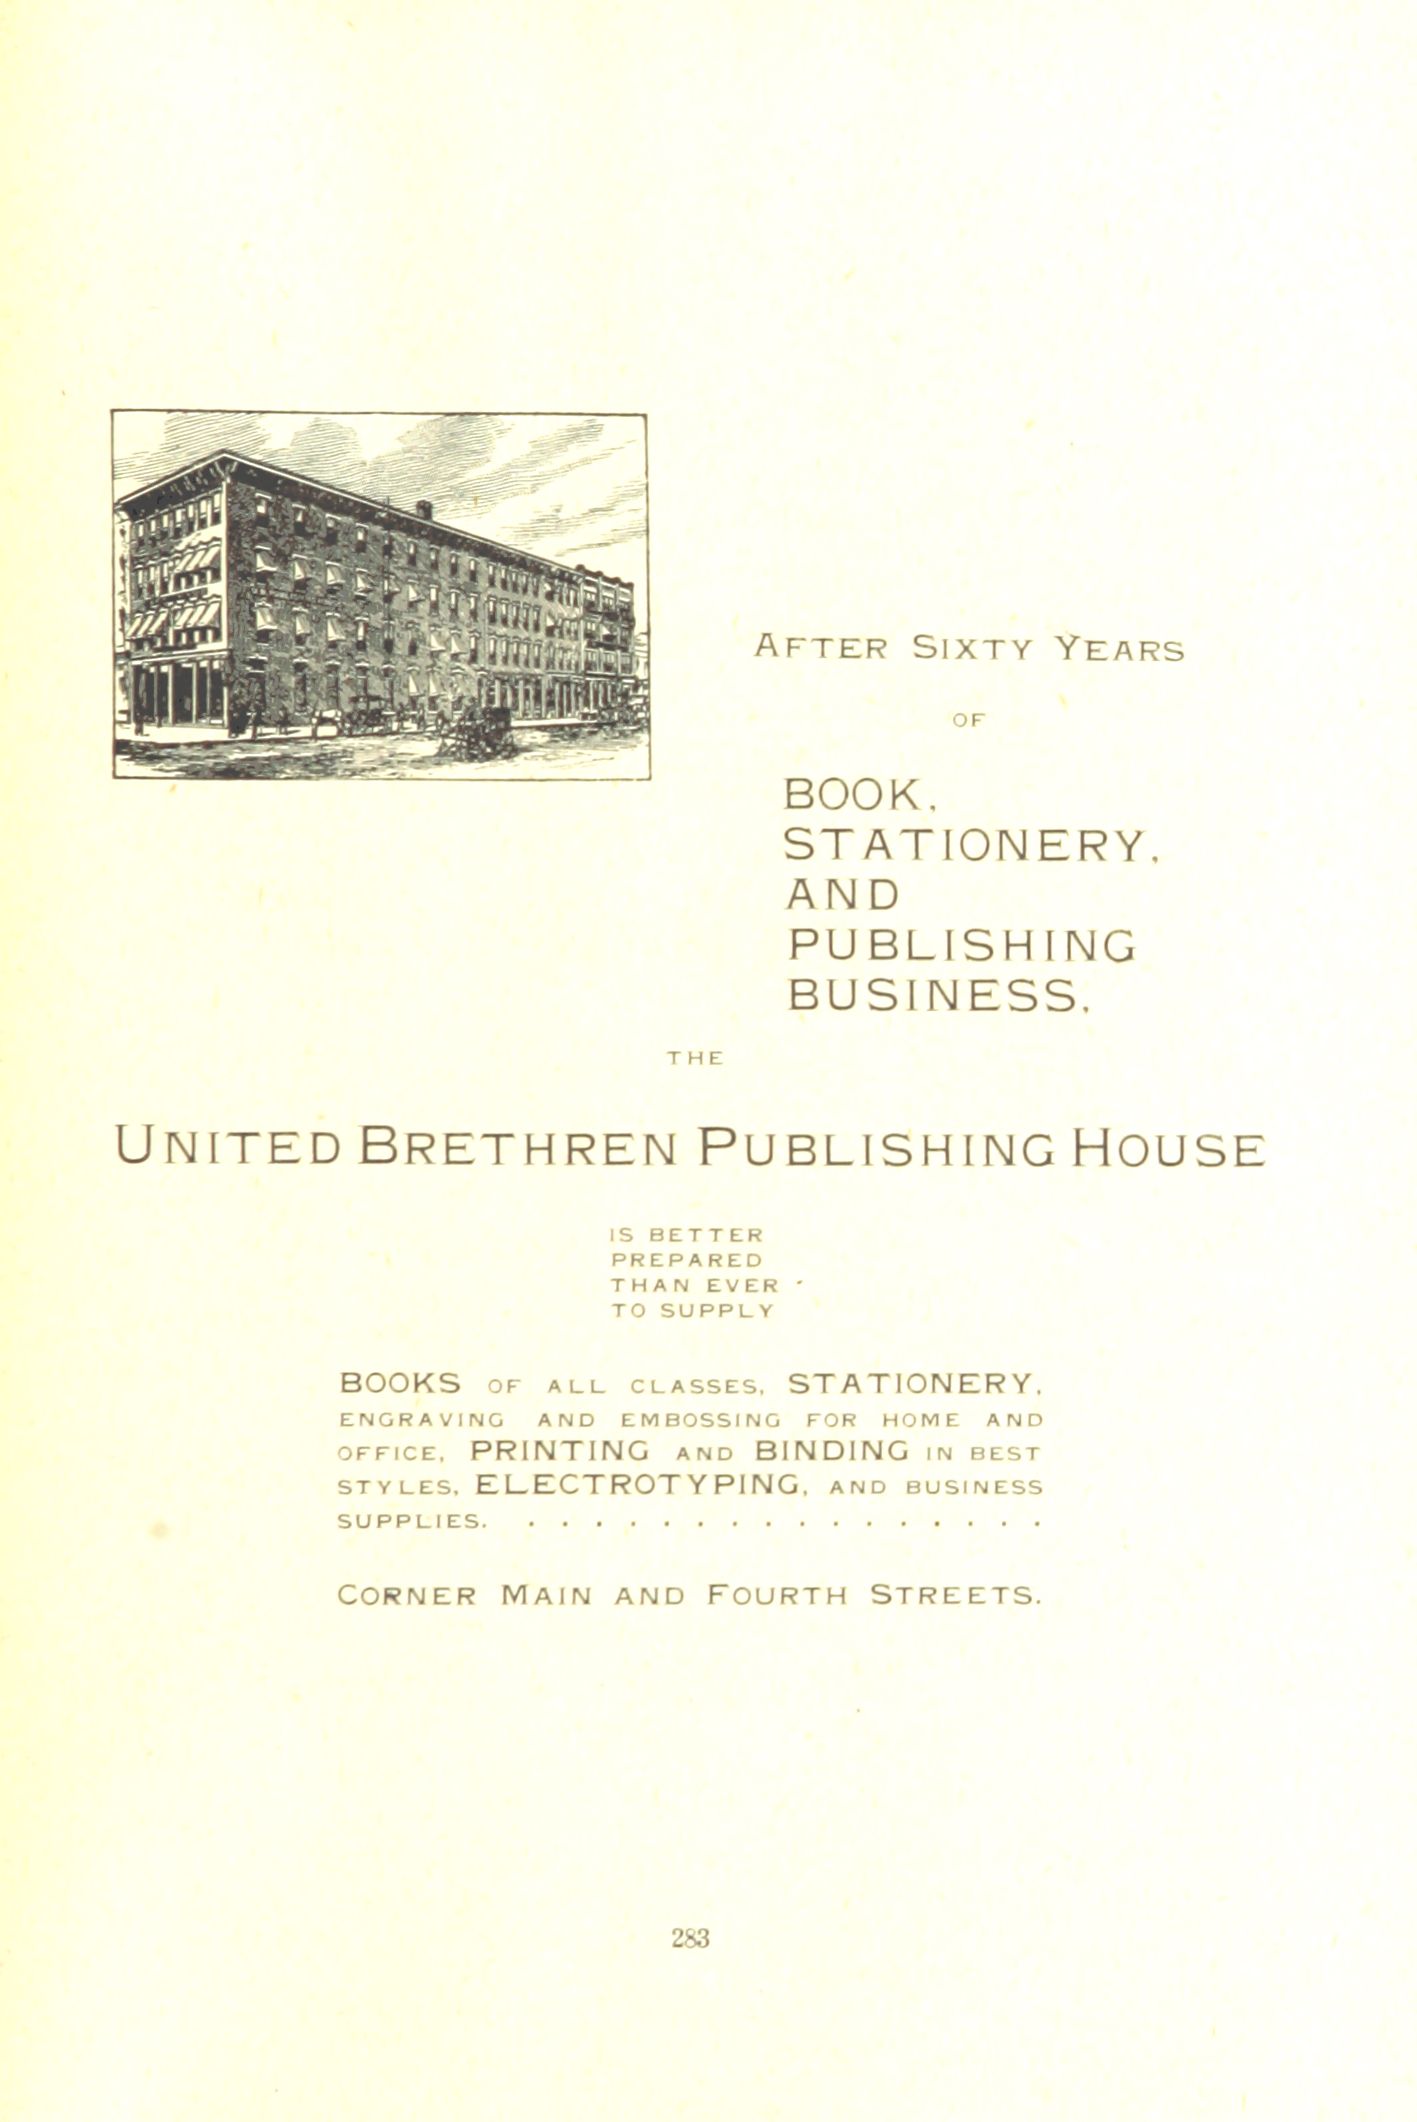 AFTER SIXTY YEARS
OF
BOOK,
STATIONERY,
AND
PUBLISHING
BUSINESS,
THE
UNITED BRETHREN PUBLISHING HOUSE
IS BETTER
PREPARED
THAN EVER
TO SUPPLY
BOOKS OF ALL CLASSES, STATIONERY,
ENGRAVING AND EMBOSSING FOR HOME AND
OFFICE, PRINTING AND BINDING IN BEST
STYLES, ELECTROTYPING, AND BUSINESS
SUPPLIES. . . . . . . . . . . . . . . . .
CORNER MAIN AND FOURTH STREETS.
283